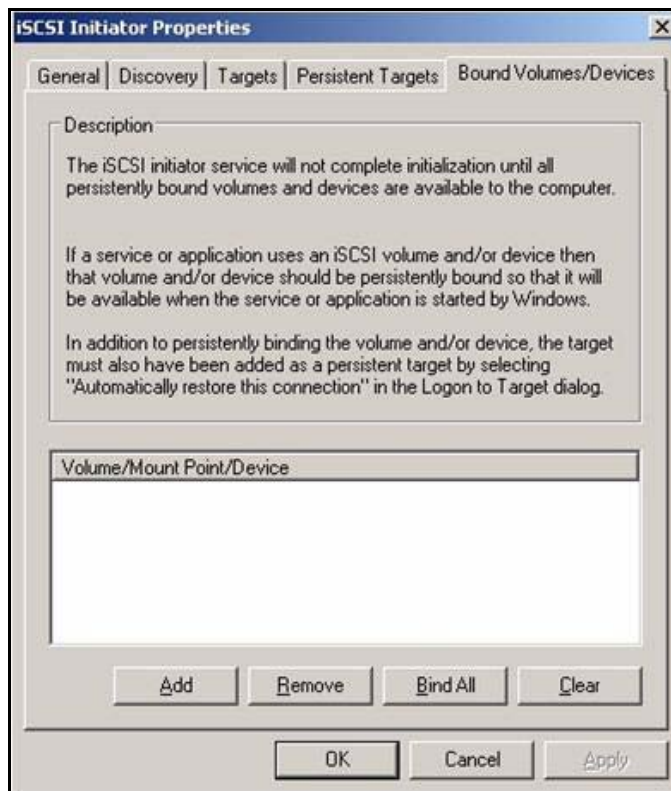 iSCSI Initiator Properties
General
Discovery
Targets
Persistent Targets
Bound Volumes/Devices
Description
The iSCSI initiator service will not complete initialization until all
persistently bound volumes and devices are available to the computer.
If a service or application uses an iSCSI volume and/or device then
that volume and/or device should be persistently bound so that it will
be available when the service or application is started by Windows.
In addition to persistently binding the volume and/or device, the target
must also have been added as a persistent target by selecting
"Automatically restore this connection" in the Logon to Target dialog.
Volume/Mount Point/Device
Add
Remove
Bind All
Clear
OK
Cancel
Apply